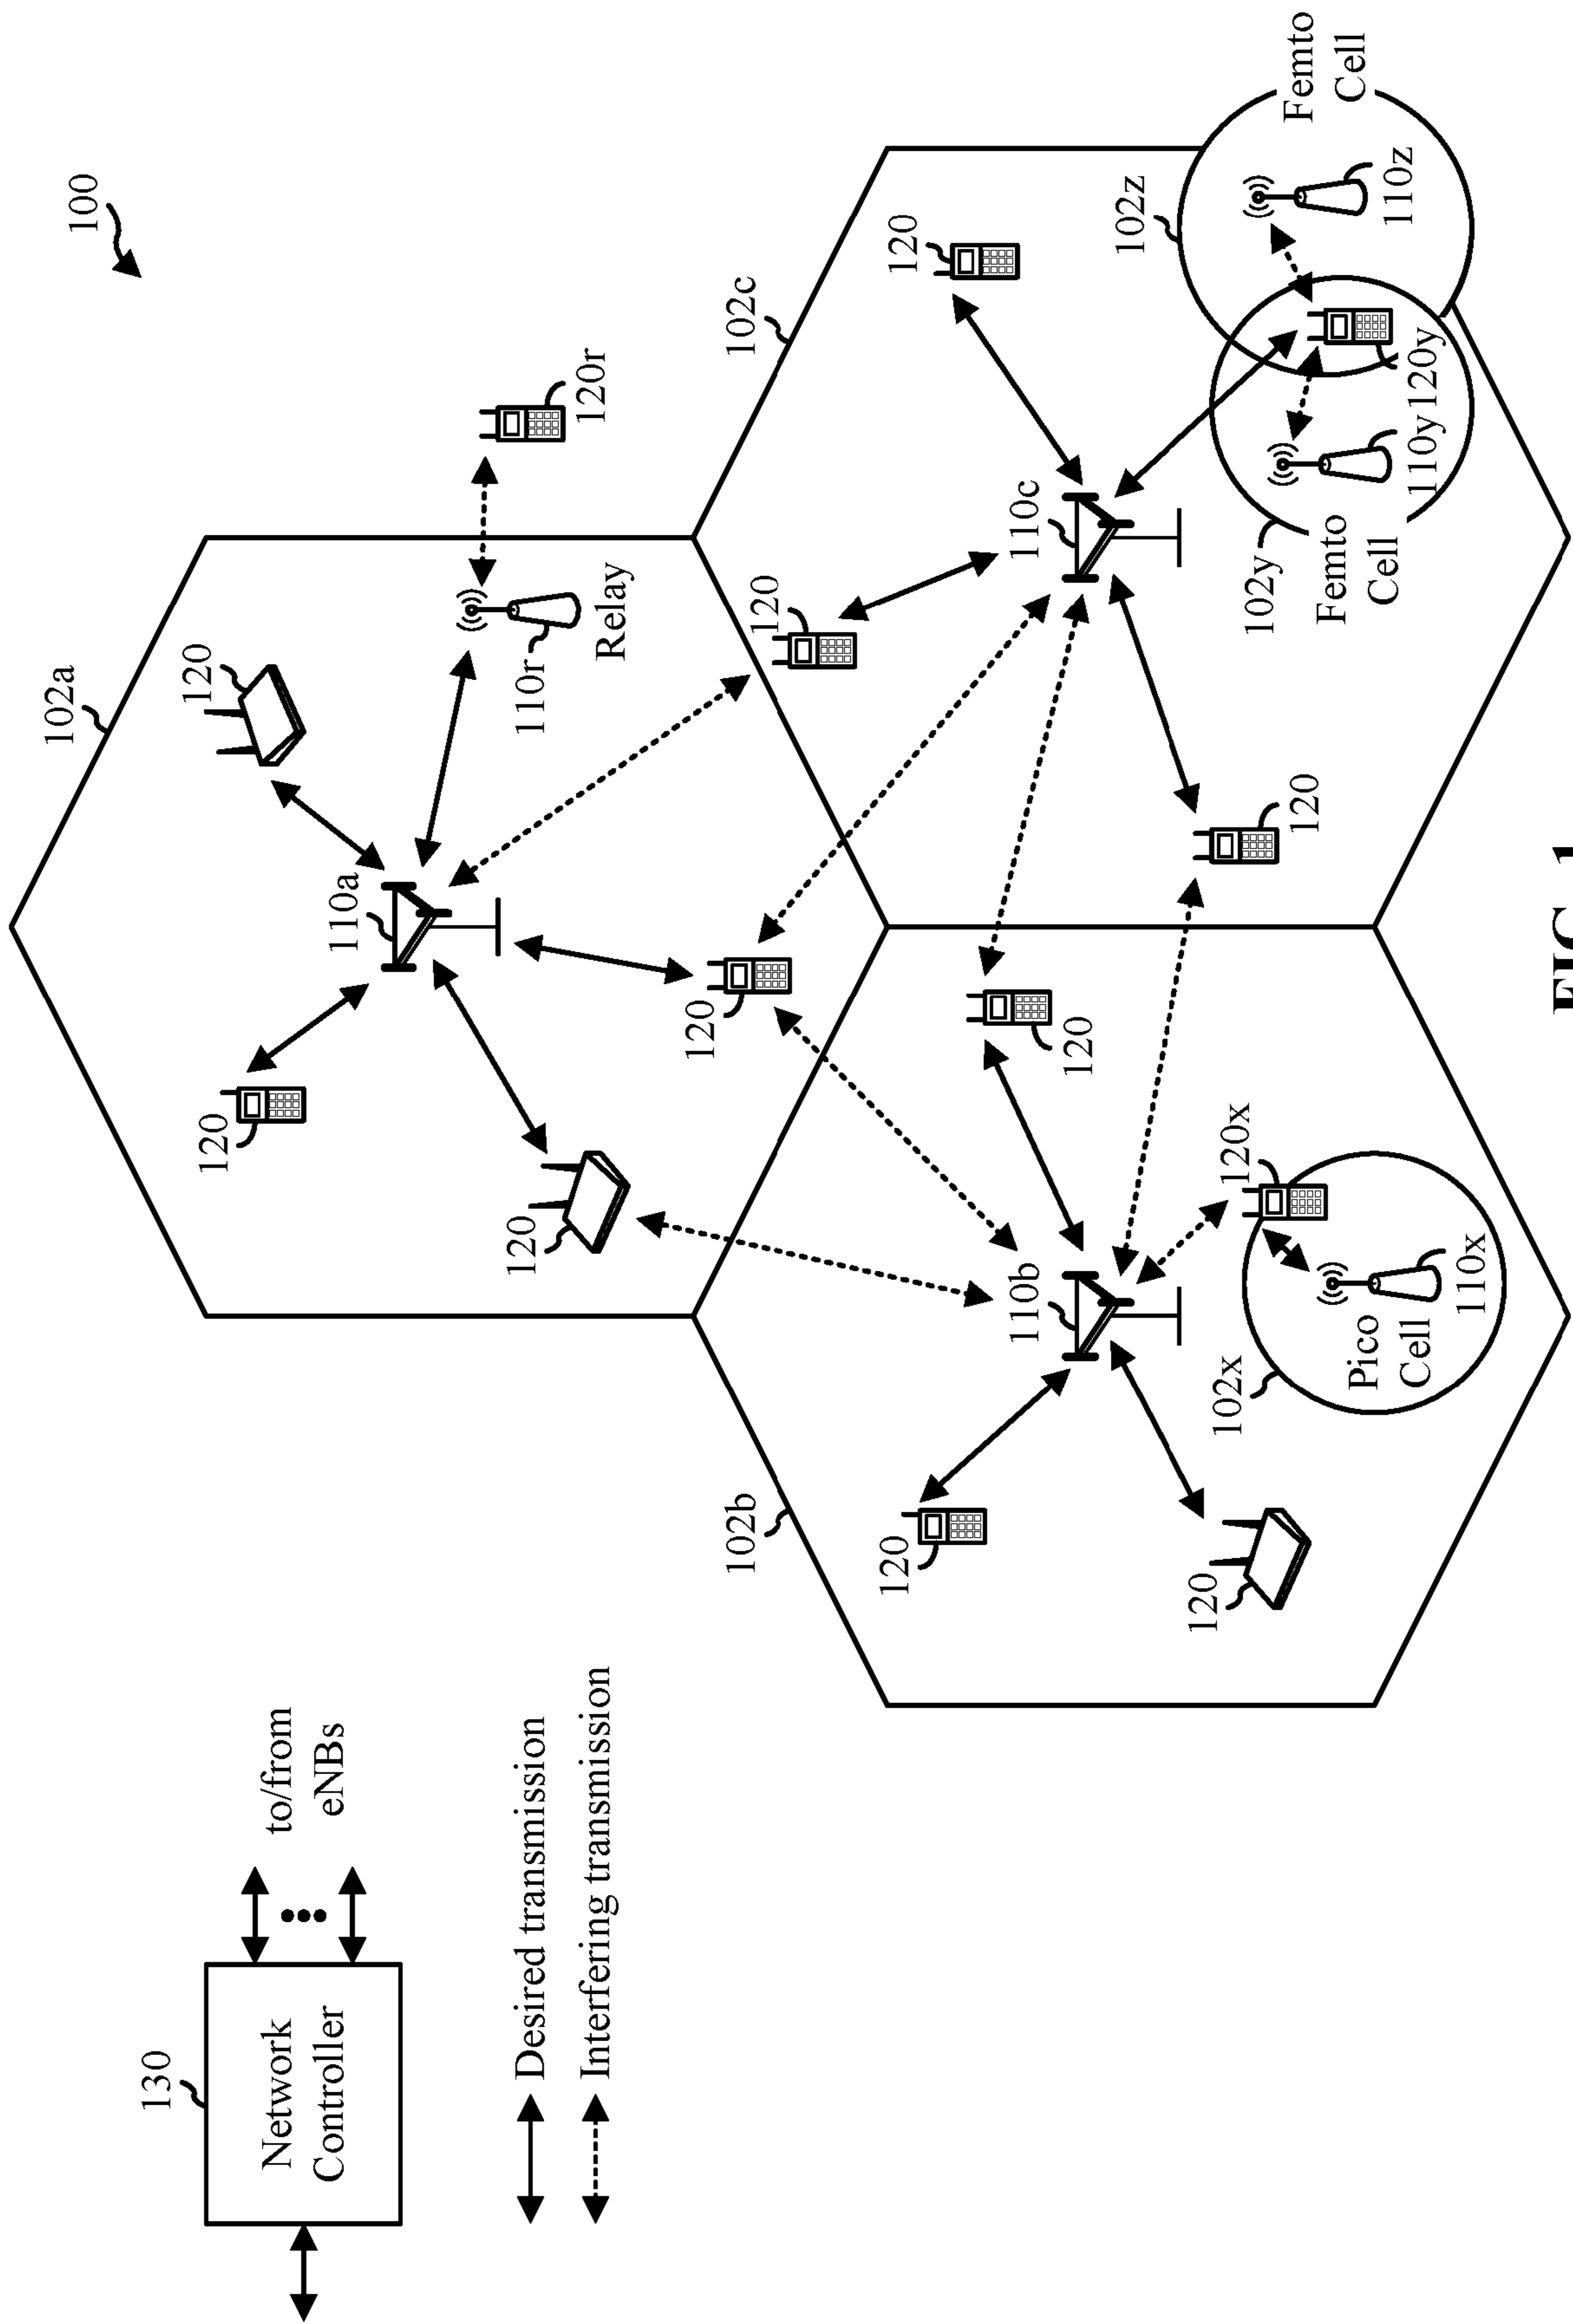 100
130
Network
Controller
to/from
eNBs
Desired transmission
Interfering transmission
102a
120
120
110a
120
120
110r
Relay
120r
102b
120
110b
120
120
102x
Pico
Cell
110x
120x
102c
120
120
110c
120
102y
Femto
Cell
110y
120y
102z
110z
Femto
Cell
120